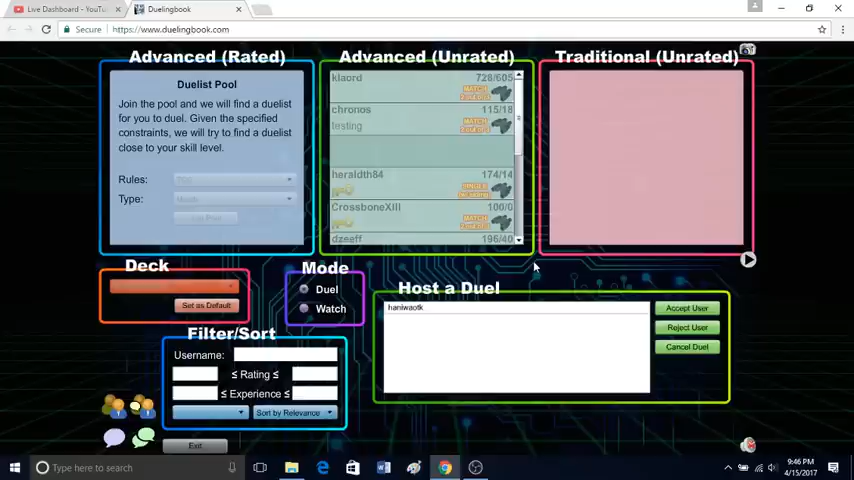 Live Dashboard - YouTu
Duelingbook
Secure
https://www.duelingbook.com
Advanced (Rated)
Duelist Pool
Join the pool and we will find a duelist
for you to duel. Given the specified
constraints, we will try to find a duelist
close to your skill level.
Rules:
Type:
Advanced (Unrated)
klaord 728/605
MATCH
chronos 115/18
testing
MATCH
heraldth84 174/14
CrossboneXIII 100/0
MATCH
dzeeff 196/40
Traditional (Unrated)
Deck
Set as Default
Mode
Duel
Watch
Host a Duel
haniwaotk
Accept User
Reject User
Cancel Duel
Filter/Sort
Username:
≤ Rating ≤
≤ Experience ≤
Sort by Relevance
Exit
Type here to search
9:46 PM
4/15/2017